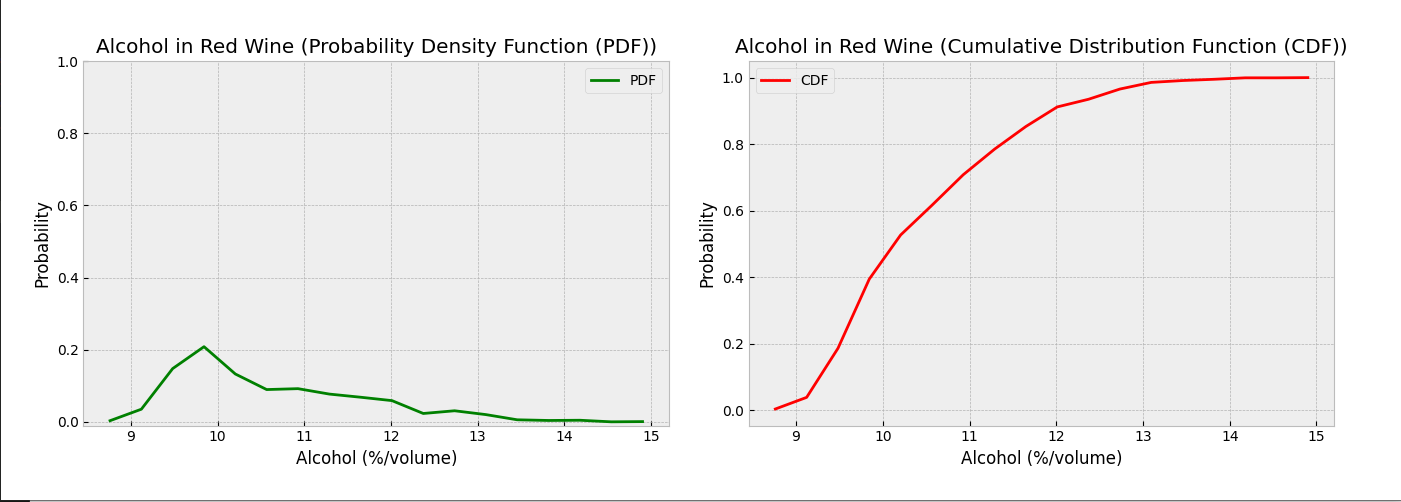 Alcohol in Red Wine (Probability Density Function (PDF))
1.0
0.8
0.6
0.4
0.2
0.0
Probability
PDF
9 10 11 12 13 14 15
Alcohol (%/volume)
Alcohol in Red Wine (Cumulative Distribution Function (CDF))
1.0
0.8
0.6
0.4
0.2
0.0
Probability
CDF
9 10 11 12 13 14 15
Alcohol (%/volume)